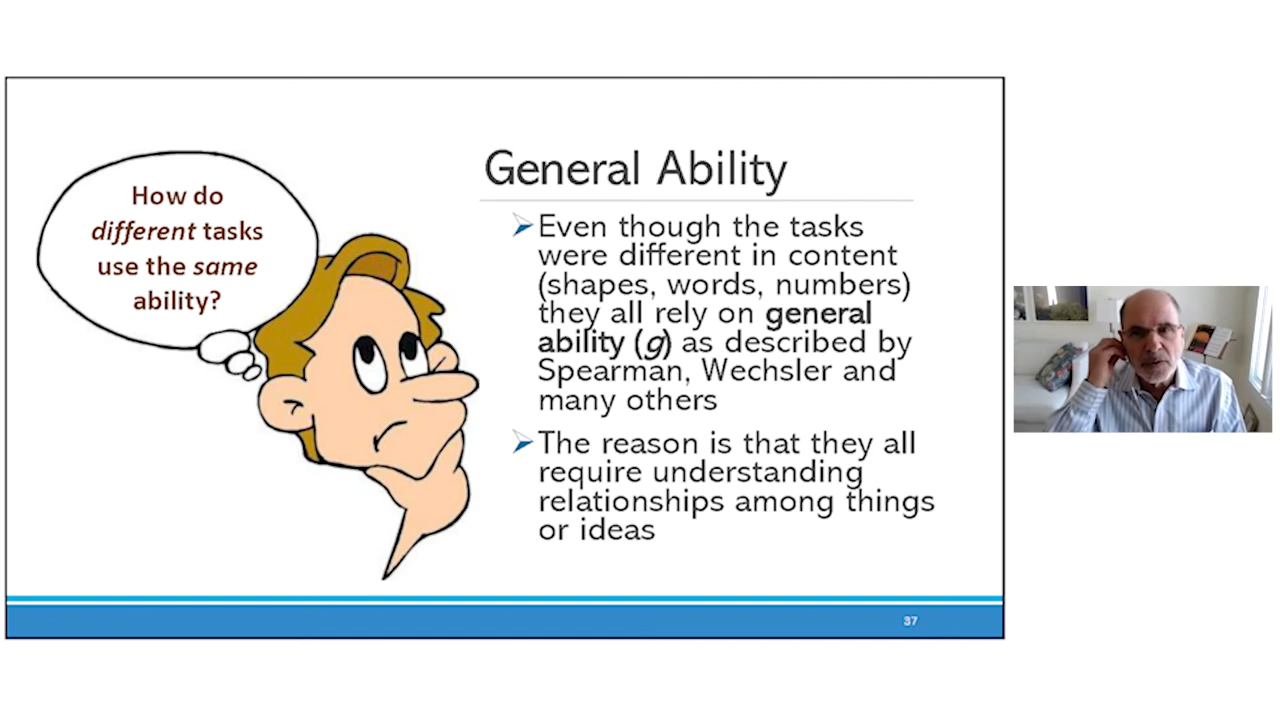 How do
different tasks
use the same
ability?
General Ability
Even though the tasks
were different in content
(shapes, words, numbers)
they all rely on general
ability (g) as described by
Spearman, Wechsler and
many others
The reason is that they all
require understanding
relationships among things
or ideas
37